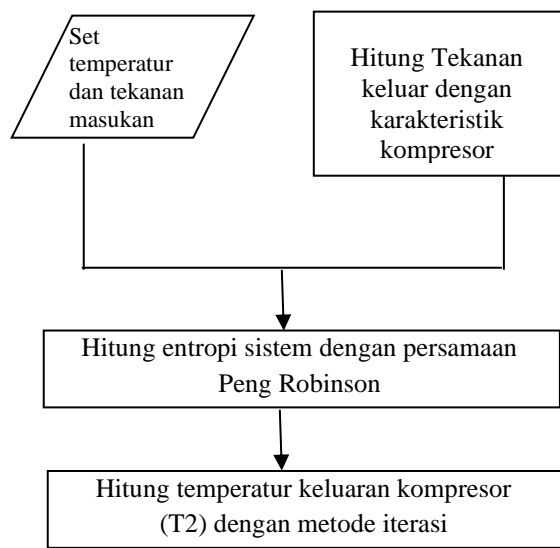 Set
temperatur
dan tekanan
masukan
Hitung Tekanan
keluar dengan
karakteristik
kompresor
Hitung entropi sistem dengan persamaan
Peng Robinson
Hitung temperatur keluaran kompresor
(T2) dengan metode iterasi